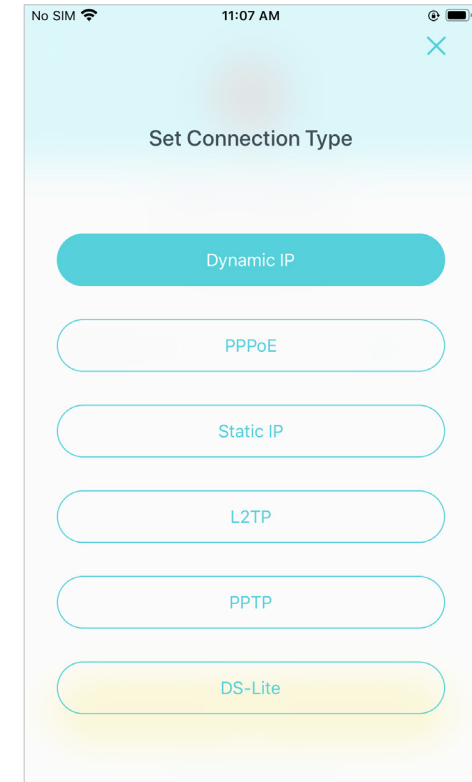 No SIM 11:07 AM
Set Connection Type
Dynamic IP
PPPoE
Static IP
L2TP
PPTP
DS-Lite